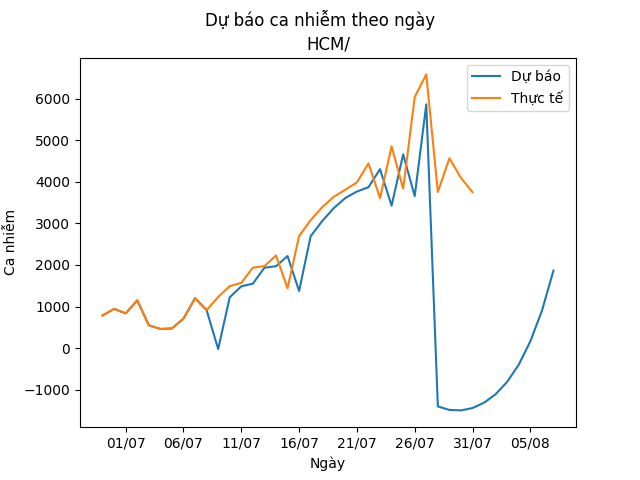 Dự báo ca nhiễm theo ngày
HCM/
Dự báo
Thực tế
Ca nhiễm
6000
5000
4000
3000
2000
1000
0
−1000
01/07 06/07 11/07 16/07 21/07 26/07 31/07 05/08
Ngày